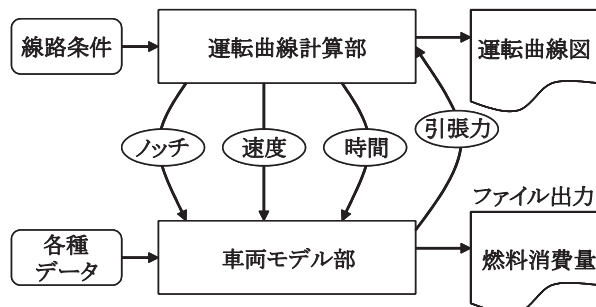 線路条件
運転曲線計算部
運転曲線図
ノッチ
速度
時間
引張力
ファイル出力
各種
データ
車両モデル部
燃料消費量